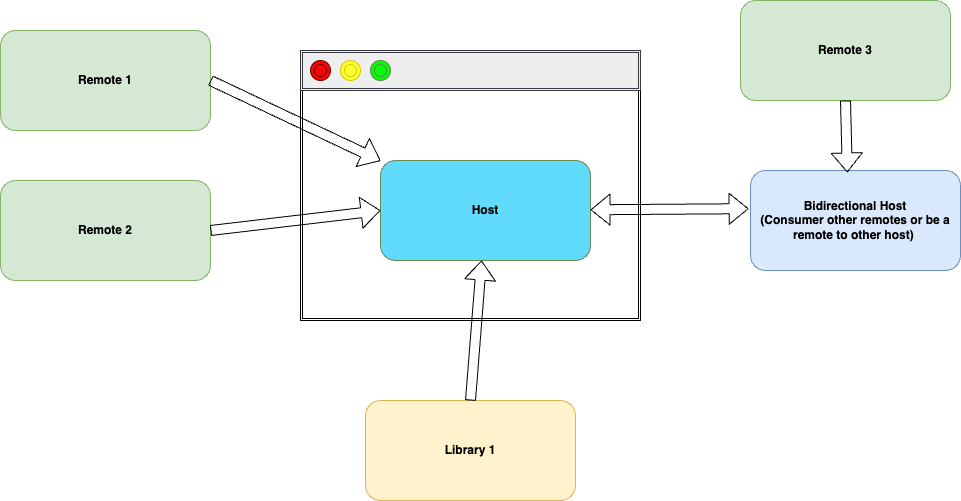 Remote 3
Remote 1
Host
Bidirectional Host
(Consumer other remotes or be a
remote to other host)
Remote 2
Library 1